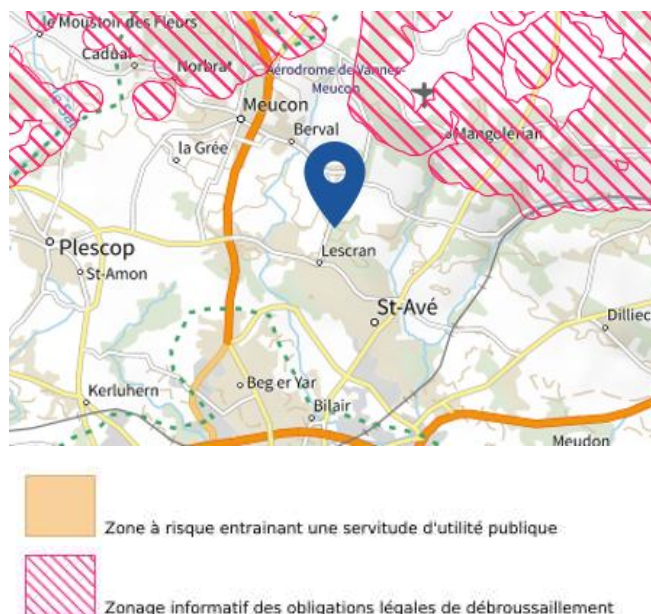 le Moustoir des Fleurs
Cadual
Norbrat
Aérodrome de Vannes-
Meucon
Meucon
Mangolérian
Berval
la Grée
Plescop
St-Amon
Lescran
St-Avé
Dilliec
Kerluhern
Beg er Yar
Bilair
Meudon
Zone à risque entrainant une servitude d'utilité publique
Zonage informatif des obligations légales de débroussaillement